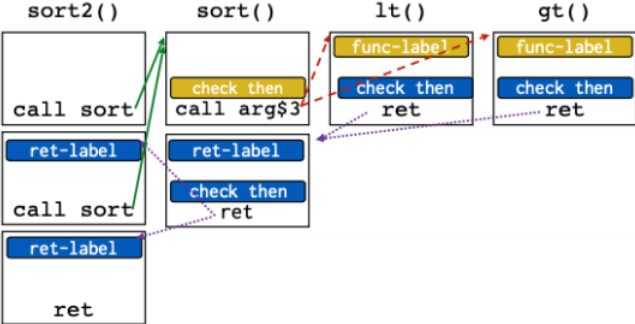 sort2()
call sort
ret-label
call sort
ret-label
ret
sort()
check then
call arg$3
ret-label
check then
ret
lt()
func-label
check then
ret
gt()
func-label
check then
ret